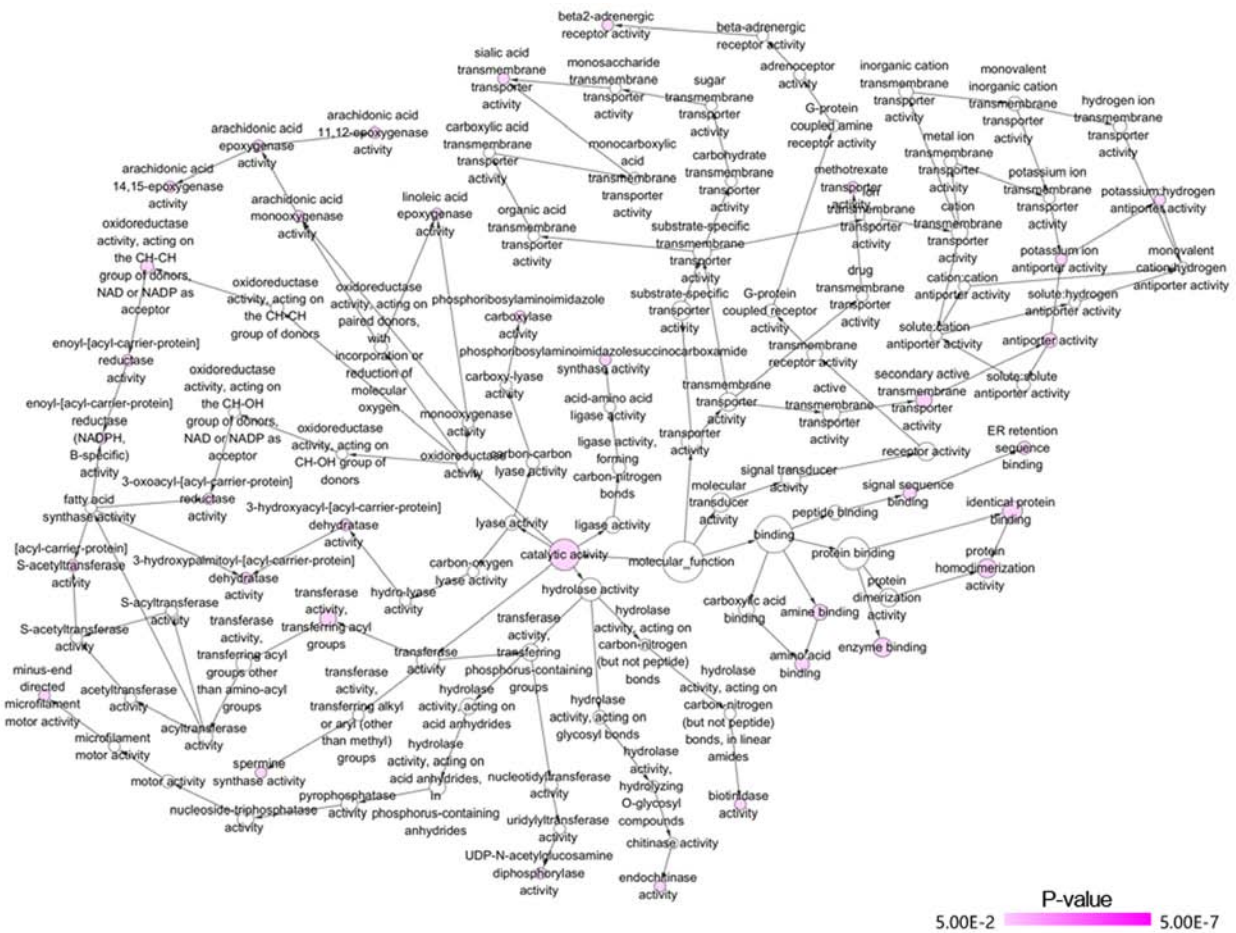 beta2-adrenergic
receptor activity
beta-adrenergic
receptor activity
sialic acid
transmembrane
transporter
activity
monosaccharide
transmembrane
transporter
activity
sugar
transmembrane
transporter
activity
adrenoceptor
activity
inorganic cation
transmembrane
transporter
activity
monovalent
inorganic cation
transmembrane
transporter
activity
hydrogen ion
transmembrane
transporter
activity
arachidonic acid
11,12-epoxygenase
activity
arachidonic acid
epoxygenase
activity
carboxylic acid
transmembrane
transporter
activity
monocarboxylic
acid
transmembrane
transporter
activity
carbohydrate
transmembrane
transporter
activity
G-protein
coupled amine
receptor activity
metal ion
transmembrane
transporter
activity
arachidonic acid
14,15-epoxygenase
activity
arachidonic acid
monooxygenase
activity
linoleic acid
epoxygenase
activity
organic acid
transmembrane
transporter
activity
substrate-specific
transmembrane
transporter
activity
methotrexate
transporter
activity
ion
transmembrane
transporter
activity
cation
transmembrane
transporter
activity
potassium ion
transmembrane
transporter
activity
potassium:hydrogen
antiporter activity
oxidoreductase
activity, acting on
the CH-CH
group of donors,
NAD or NADP as
acceptor
oxidoreductase
activity, acting on
the CH-CH
group of donors
oxidoreductase
activity, acting on
paired donors,
with
incorporation or
reduction of
molecular
oxygen
phosphoribosylaminoimidazole
carboxylase
activity
substrate-specific
transporter
activity
G-protein
coupled receptor
activity
drug
transmembrane
transporter
activity
cation:cation
antiporter activity
potassium ion
antiporter activity
monovalent
cation:hydrogen
antiporter activity
solute:hydrogen
antiporter activity
enoyl-[acyl-carrier-protein]
reductase
activity
phosphoribosylaminoimidazolesuccinocarboxamide
synthase activity
transmembrane
receptor activity
solute:cation
antiporter activity
antiporter activity
oxidoreductase
activity, acting on
the CH-OH
group of donors,
NAD or NADP as
acceptor
carboxy-lyase
activity
acid-amino acid
ligase activity
transmembrane
transporter
activity
active
transmembrane
transporter
activity
secondary active
transmembrane
transporter
activity
solute:solute
antiporter activity
enoyl-[acyl-carrier-protein]
reductase
(NADPH,
B-specific)
activity
oxidoreductase
activity, acting on
CH-OH group of
donors
monooxygenase
activity
oxidoreductase
activity
carbon-carbon
lyase activity
ligase activity,
forming
carbon-nitrogen
bonds
transporter
activity
receptor activity
ER retention
sequence
binding
3-oxoacyl-[acyl-carrier-protein]
reductase
activity
signal transducer
activity
molecular
transducer
activity
signal sequence
binding
fatty acid
synthase activity
3-hydroxyacyl-[acyl-carrier-protein]
dehydratase
activity
lyase activity
ligase activity
peptide binding
identical protein
binding
[acyl-carrier-protein]
S-acetyltransferase
activity
3-hydroxypalmitoyl-[acyl-carrier-protein]
dehydratase
activity
carbon-oxygen
lyase activity
catalytic activity
molecular_function
binding
protein binding
protein
homodimerization
activity
hydro-lyase
activity
hydrolase activity
protein
dimerization
activity
S-acyltransferase
activity
transferase
activity,
transferring acyl
groups
carboxylic acid
binding
amine binding
S-acetyltransferase
activity
transferase
activity,
transferring acyl
groups other
than amino-acyl
groups
transferase
activity
transferase
activity,
transferring
phosphorus-containing
groups
hydrolase
activity, acting on
carbon-nitrogen
(but not peptide)
bonds
enzyme binding
amino acid
binding
minus-end
directed
microfilament
motor activity
acetyltransferase
activity
transferase
activity,
transferring alkyl
or aryl (other
than methyl)
groups
hydrolase
activity, acting on
acid anhydrides
hydrolase
activity, acting on
glycosyl bonds
hydrolase
activity, acting on
carbon-nitrogen
(but not peptide)
bonds, in linear
amides
acyltransferase
activity
microfilament
motor activity
hydrolase
activity, acting on
acid anhydrides,
in
phosphorus-containing
anhydrides
hydrolase
activity,
hydrolyzing
O-glycosyl
compounds
motor activity
spermine
synthase activity
nucleotidyltransferase
activity
nucleoside-triphosphatase
activity
pyrophosphatase
activity
biotinidase
activity
uridylyltransferase
activity
chitinase activity
UDP-N-acetylglucosamine
diphosphorylase
activity
endochitinase
activity
P-value
5.00E-2
5.00E-7